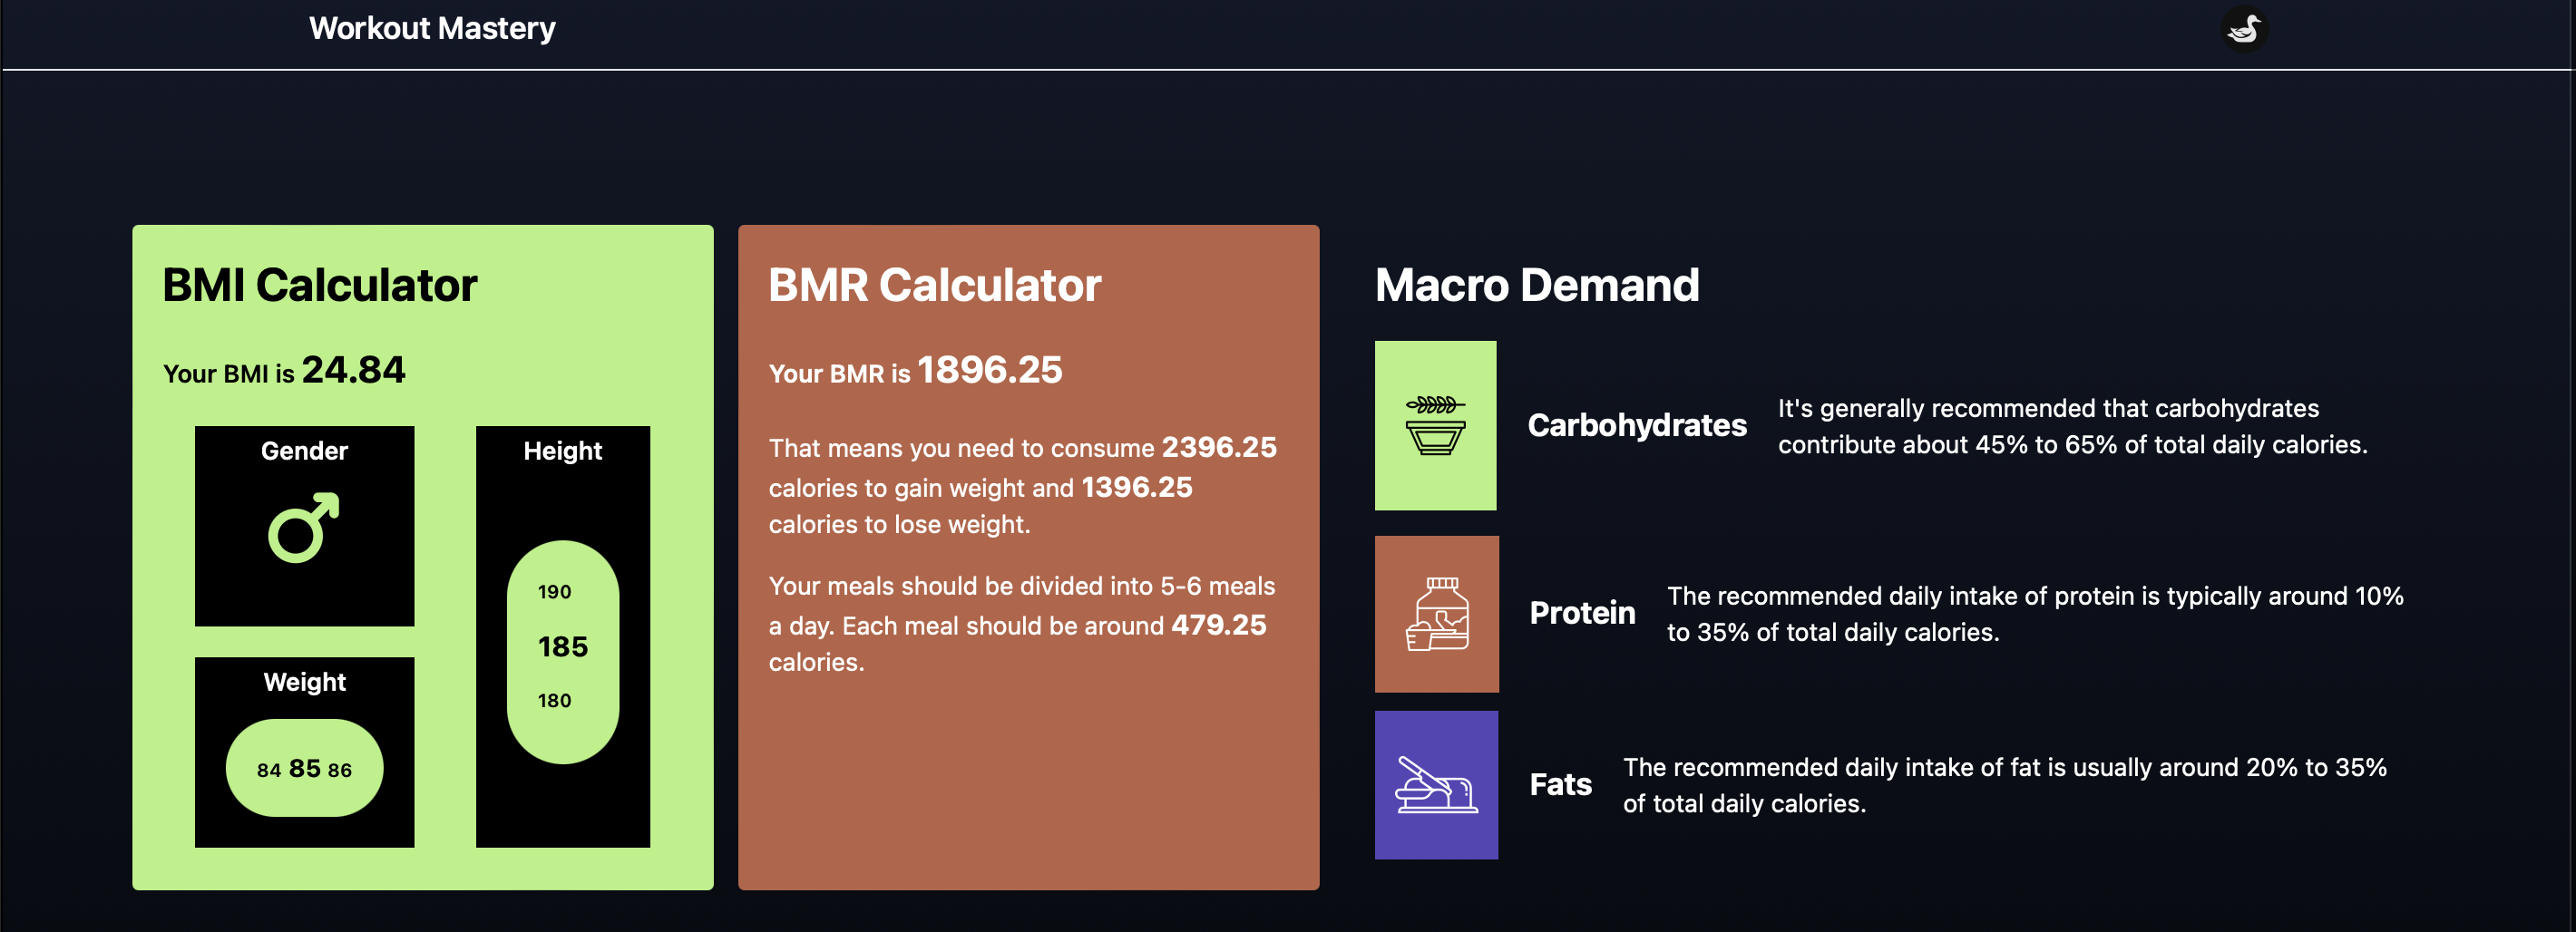 Workout Mastery
BMI Calculator
Your BMI is 24.84
Gender
Height
190
185
180
Weight
84 85 86
BMR Calculator
Your BMR is 1896.25
That means you need to consume 2396.25
calories to gain weight and 1396.25
calories to lose weight.
Your meals should be divided into 5-6 meals
a day. Each meal should be around 479.25
calories.
Macro Demand
Carbohydrates
It's generally recommended that carbohydrates
contribute about 45% to 65% of total daily calories.
Protein
The recommended daily intake of protein is typically around 10%
to 35% of total daily calories.
Fats
The recommended daily intake of fat is usually around 20% to 35%
of total daily calories.